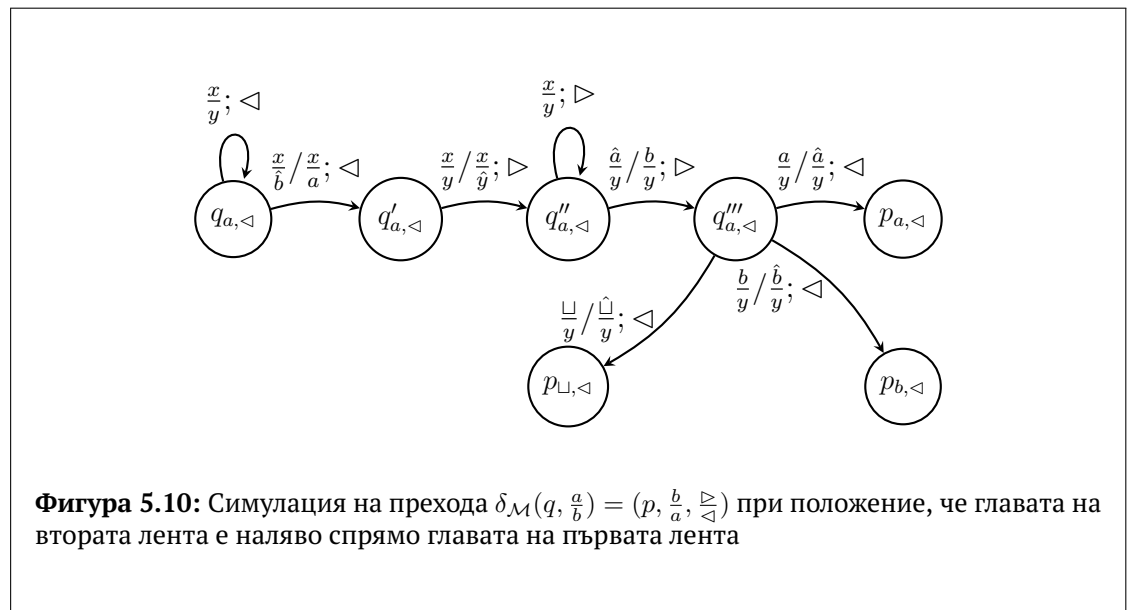 x/y; ◁
x/y; ▷
x/b̂ / x/a; ◁
x/y / x/ŷ; ▷
â/y / b/y; ▷
a/y / â/y; ◁
q_{a,◁}
q'_{a,◁}
q''_{a,◁}
q'''_{a,◁}
p_{a,◁}
b/y / b̂/y; ◁
⊔/y / ⊔̂/y; ◁
p_{⊔,◁}
p_{b,◁}
Фигура 5.10: Симулация на прехода δ_ℳ(q, a/b) = (p, b/a, ▷/◁) при положение, че главата на
втората лента е наляво спрямо главата на първата лента